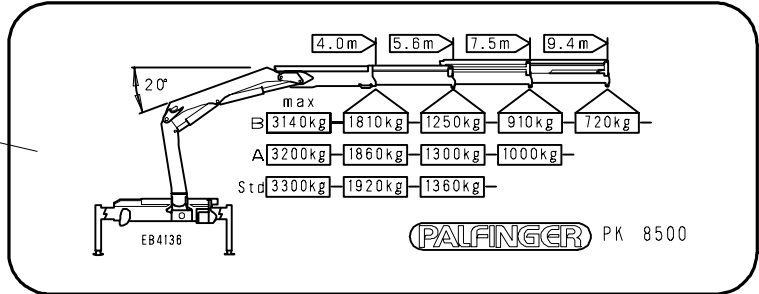 4.0m 5.6m 7.5m 9.4m
20°
max
B 3140kg 1810kg 1250kg 910kg 720kg
A 3200kg 1860kg 1300kg 1000kg
Std 3300kg 1920kg 1360kg
EB4136
PALFINGER PK 8500